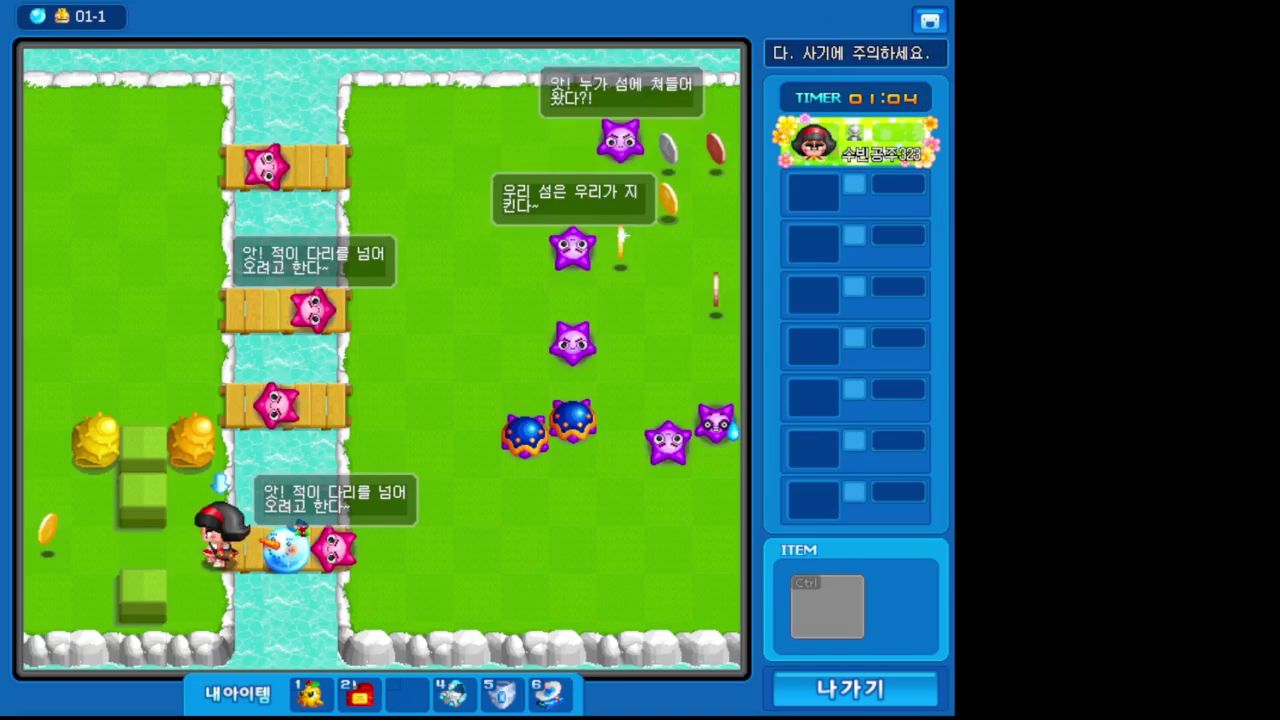 01-1
다. 사기에 주의하세요.
앗! 누가 섬에 쳐들어
왔다?!
TIMER 01:04
수빈공주323
우리 섬은 우리가 지
킨다~
앗! 적이 다리를 넘어
오려고 한다~
앗! 적이 다리를 넘어
오려고 한다~
ITEM
Ctrl
내아이템
1
2
4
5
6
나가기